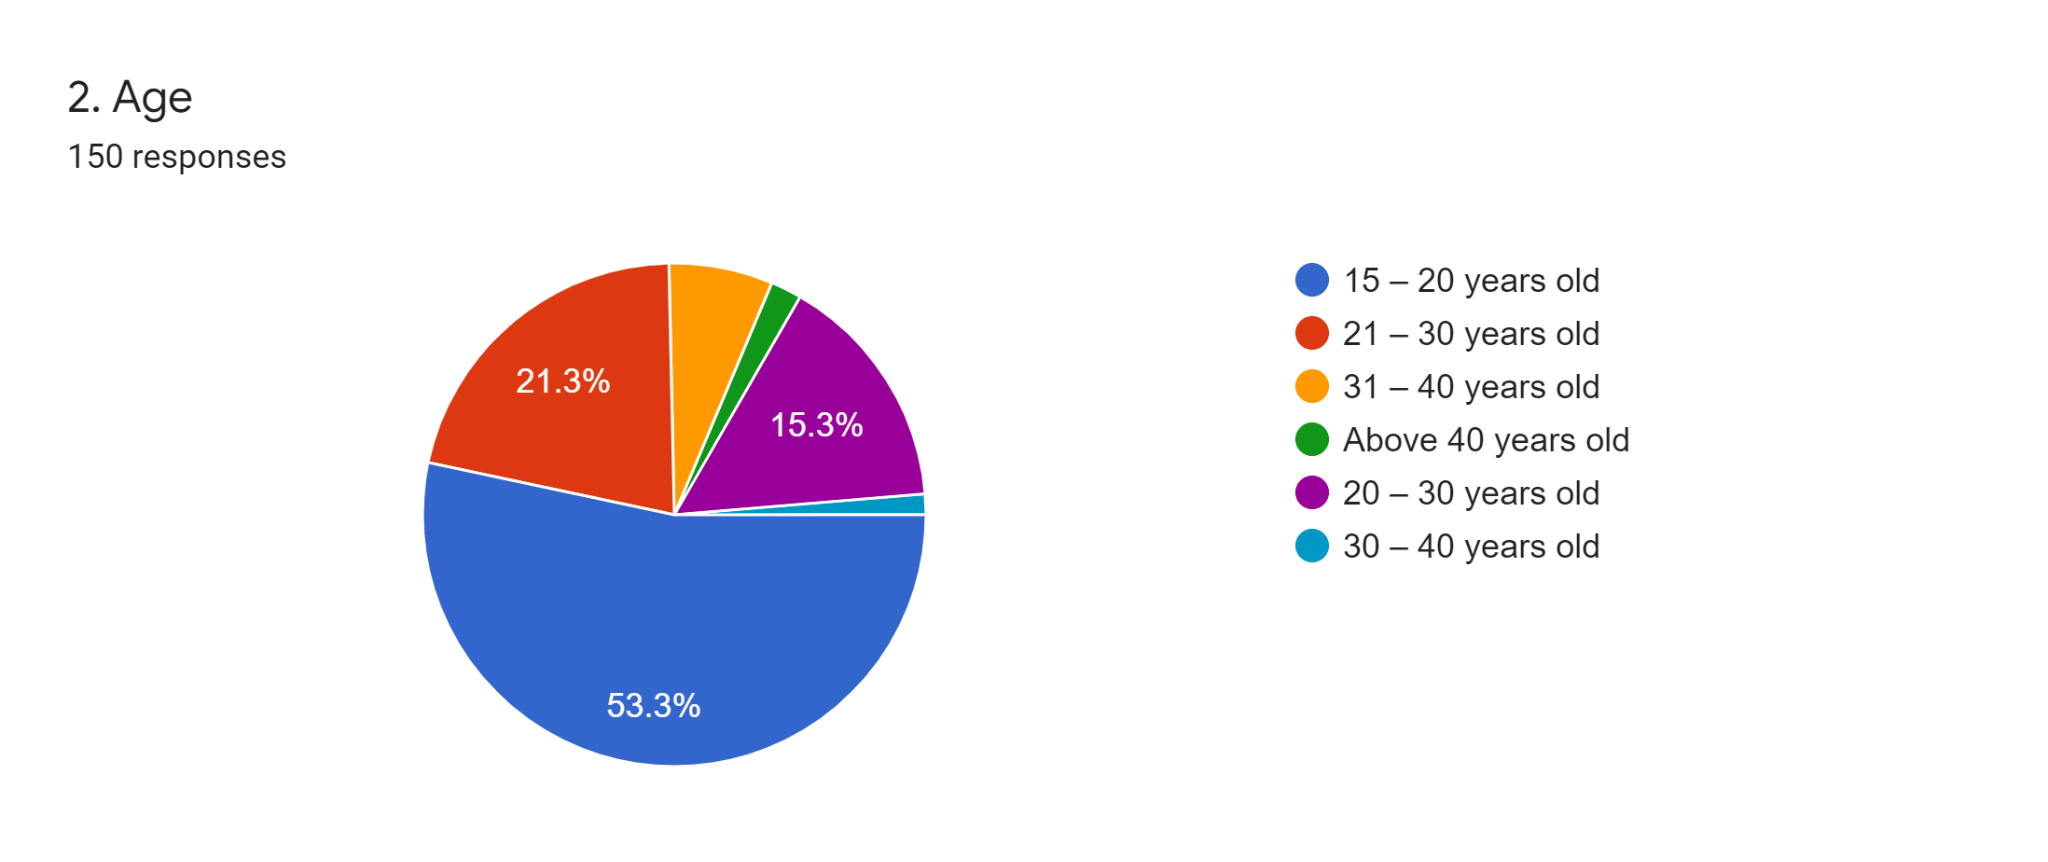 2. Age
150 responses
21.3%
15.3%
53.3%
15 – 20 years old
21 – 30 years old
31 – 40 years old
Above 40 years old
20 – 30 years old
30 – 40 years old